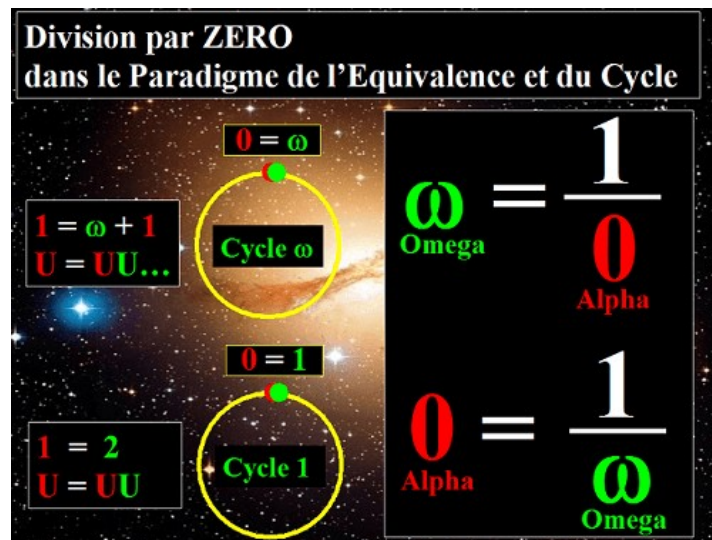 Division par ZERO
dans le Paradigme de l'Equivalence et du Cycle
0 = ω
1 = ω + 1
U = UU...
Cycle ω
0 = 1
1 = 2
U = UU
Cycle 1
ω = 1
0
Omega
Alpha
0 = 1
ω
Alpha
Omega